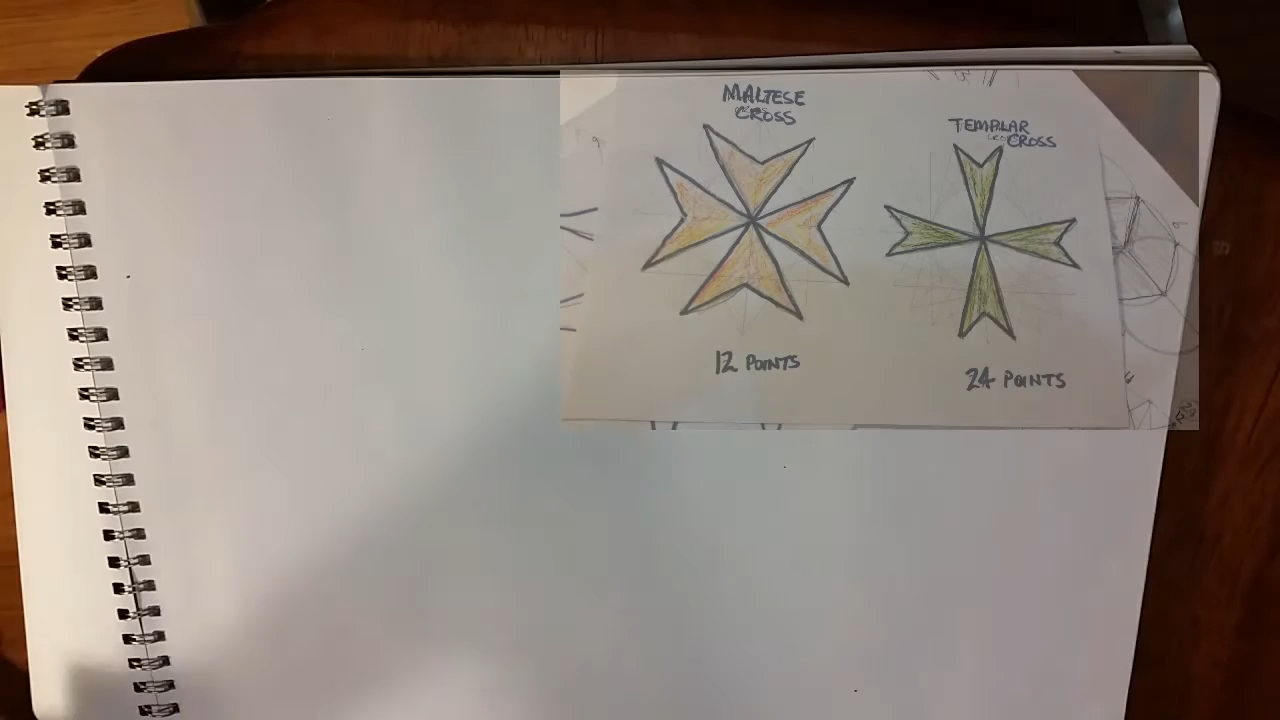 MALTESE
CROSS
12 POINTS
TEMPLAR
CROSS
24 POINTS